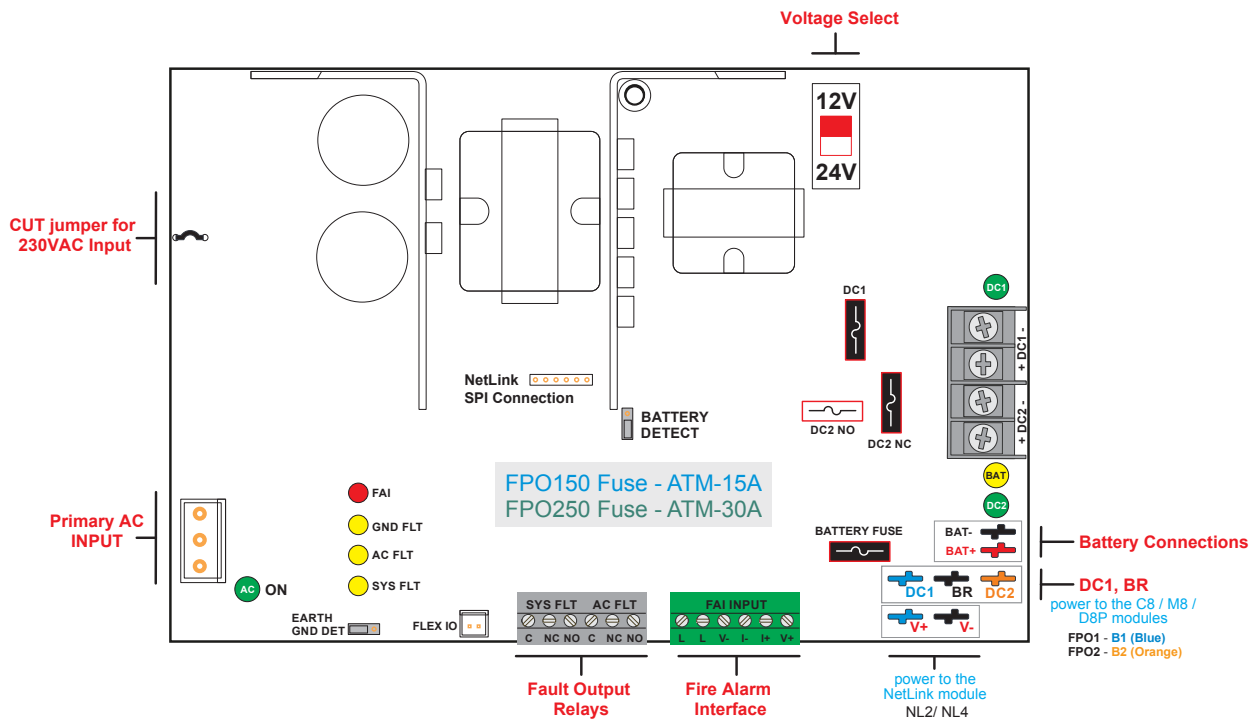 Voltage Select
12V
24V
CUT jumper for
230VAC Input
DC1
DC1
+ DC1 -
+ DC2 -
NetLink
SPI Connection
BATTERY
DETECT
DC2 NO
DC2 NC
FPO150 Fuse - ATM-15A
FPO250 Fuse - ATM-30A
BAT
DC2
Primary AC
INPUT
FAI
GND FLT
AC FLT
SYS FLT
AC
ON
BATTERY FUSE
BAT-
BAT+
Battery Connections
DC1
BR
DC2
DC1, BR
power to the C8 / M8 /
D8P modules
FPO1 - B1 (Blue)
FPO2 - B2 (Orange)
V+
V-
EARTH
GND DET
FLEX IO
SYS FLT AC FLT
C NC NO C NC NO
FAI INPUT
L L V- I- I+ V+
Fault Output
Relays
Fire Alarm
Interface
power to the
NetLink module
NL2/ NL4